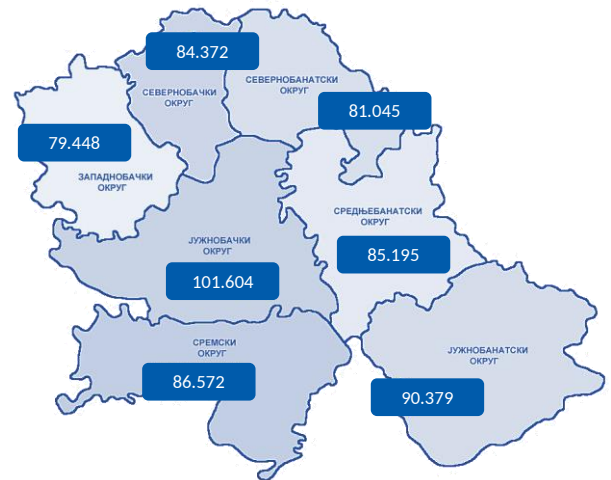 84.372
СЕВЕРНОБАЧКИ
ОКРУГ
СЕВЕРНОБАНАТСКИ
ОКРУГ
81.045
79.448
ЗАПАДНОБАЧКИ
ОКРУГ
СРЕДЊЕБАНАТСКИ
ОКРУГ
85.195
ЈУЖНОБАЧКИ
ОКРУГ
101.604
СРЕМСКИ
ОКРУГ
86.572
ЈУЖНОБАНАТСКИ
ОКРУГ
90.379